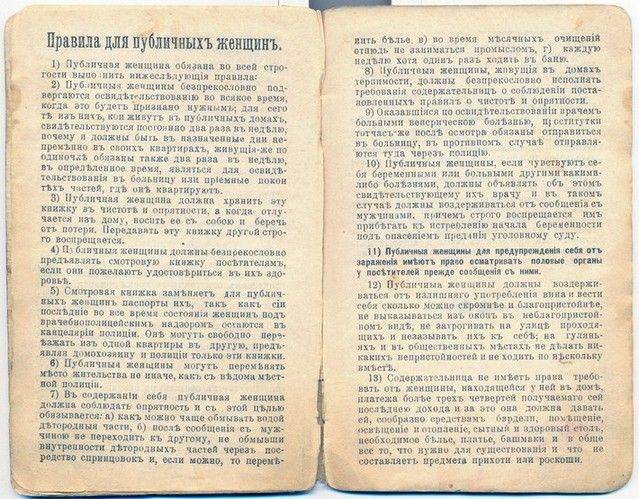 Правила для публичныхъ женщинъ.
1) Публичная женщина обязана во всей стро-
гости выполнить нижеслѣдующія правила:
2) Публичныя женщины безпрекословно под-
вергаются освидѣтельствованію во всякое время,
когда это будетъ признано нужнымъ; для сего
тѣ изъ нихъ, кои живутъ въ публичныхъ домахъ,
свидѣтельствуются постоянно два раза въ недѣлю,
почему и должны быть въ назначенные дни не-
премѣнно въ своихъ квартирахъ, живущія-же по
одиночкѣ обязаны также два раза въ недѣлю,
въ опредѣленное время, являться для освидѣ-
тельствованія въ больницу или пріемные покои
тѣхъ частей, гдѣ онѣ квартируютъ.
3) Публичная женщина должна хранить эту
книжку въ чистотѣ и опрятности, а когда отлу-
чается изъ дому, носить ее съ собою и беречь
отъ потери. Передавать эту книжку другой стро-
го воспрещается.
4) Публичныя женщины должны безпрекословно
предъявлять смотровую книжку посѣтителямъ,
если они пожелаютъ удостовѣриться въ ихъ здо-
ровьѣ.
5) Смотровая книжка замѣняетъ для публич-
ныхъ женщинъ паспорты ихъ, такъ какъ сіи
послѣдніе во все время состоянія женщинъ подъ
врачебнополицейскимъ надзоромъ остаются въ
канцеляріи полиціи. Онѣ могутъ свободно пере-
ѣзжать изъ одной квартиры въ другую, предъ-
являя домохозяину и полиціи только эти книжки.
6) Публичныя женщины могутъ перемѣнять
мѣсто жительства не иначе, какъ съ вѣдома мѣст-
ной полиціи.
7) Въ содержаніи себя публичная женщина
должна соблюдать опрятность и съ этой цѣлью
обязывается: а) какъ можно чаще обмывать водой
дѣтородныя части, б) послѣ сообщенія съ муж-
чиною не переходить къ другому, не обмывши
внутренности дѣтородныхъ частей черезъ пос-
редство спринцовокъ и, если можно, то перемѣ-
нить бѣлье, в) во время мѣсячныхъ очищеній
отнюдь не заниматься промысломъ, г) каждую
недѣлю хотя одинъ разъ ходить въ баню.
8) Публичныя женщины, живущія въ домахъ
терпимости, должны безпрекословно исполнять
требованія содержательницъ о соблюденіи поста-
новленныхъ правилъ о чистотѣ и опрятности.
9) Оказавшіяся по освидѣтельствованіи врачемъ
больными венерическою болѣзнью, проститутки
тотчасъ-же послѣ осмотра обязаны отправиться
въ больницу, въ противномъ случаѣ отправля-
ются туда черезъ полицію.
10) Публичныя женщины, если чувствуютъ се-
бя беременными или больными другими какими-
либо болѣзнями, должны объявлять объ этомъ
свидѣтельствующему ихъ врачу и въ такомъ
случаѣ должны воздерживаться отъ сообщенія съ
мужчинами, причемъ строго воспрещается имъ
прибѣгать къ истребленію начала беременности
подъ опасеніемъ преданія уголовному суду.
11) Публичныя женщины для предупрежденія себя отъ
зараженія имѣютъ право осматривать половые органы
у посѣтителей прежде сообщенія съ ними.
12) Публичныя женщины должны воздержи-
ваться отъ излишняго употребленія вина и вести
себя сколько можно скромнѣе и благопристойнѣе,
не выказываться изъ оконъ въ неблагопристой-
номъ видѣ, не затрогивать на улицѣ проходя-
щихъ и незазывать ихъ къ себѣ; на гулянь-
яхъ и въ общественныхъ мѣстахъ не дѣлать ни-
какихъ непристойностей и не ходить по нѣскольку
вмѣстѣ.
13) Содержательница не имѣетъ права требо-
вать отъ женщины, находящейся у ней въ домѣ,
платежа болѣе трехъ четвертей получаемаго сей
послѣднею дохода и за это она должна давать
ей, сообразно средствамъ бордели, помѣщеніе,
освѣщеніе и отопленіе, сытный и здоровый столъ,
необходимое бѣлье, платье, башмаки и въ обще
все то, что нужно для существованія и что не
составляетъ предмета прихоти или роскоши.